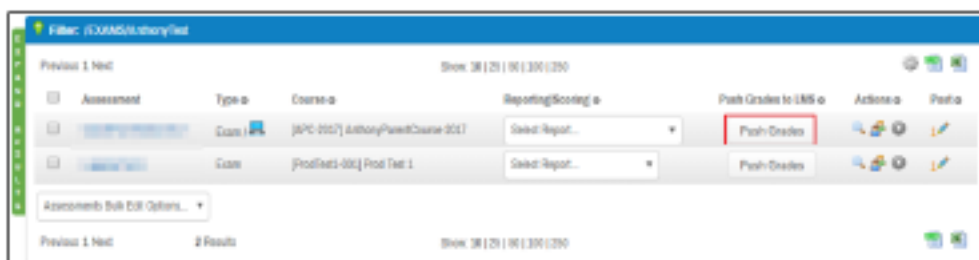 Filter: /EXAMS/AnthonyTest
Previous 1 Next Show: 10 | 25 | 50 | 100 | 250
Assessment Type Course Reporting/Scoring Push Grades to LMS Actions Post
Exam [APC-2017] AnthonyParentCourse-2017 Select Report... Push Grades
Exam [ProdTest1-001] Prod Test 1 Select Report... Push Grades
Assessments Bulk Edit Options...
Previous 1 Next 2 Results Show: 10 | 25 | 50 | 100 | 250